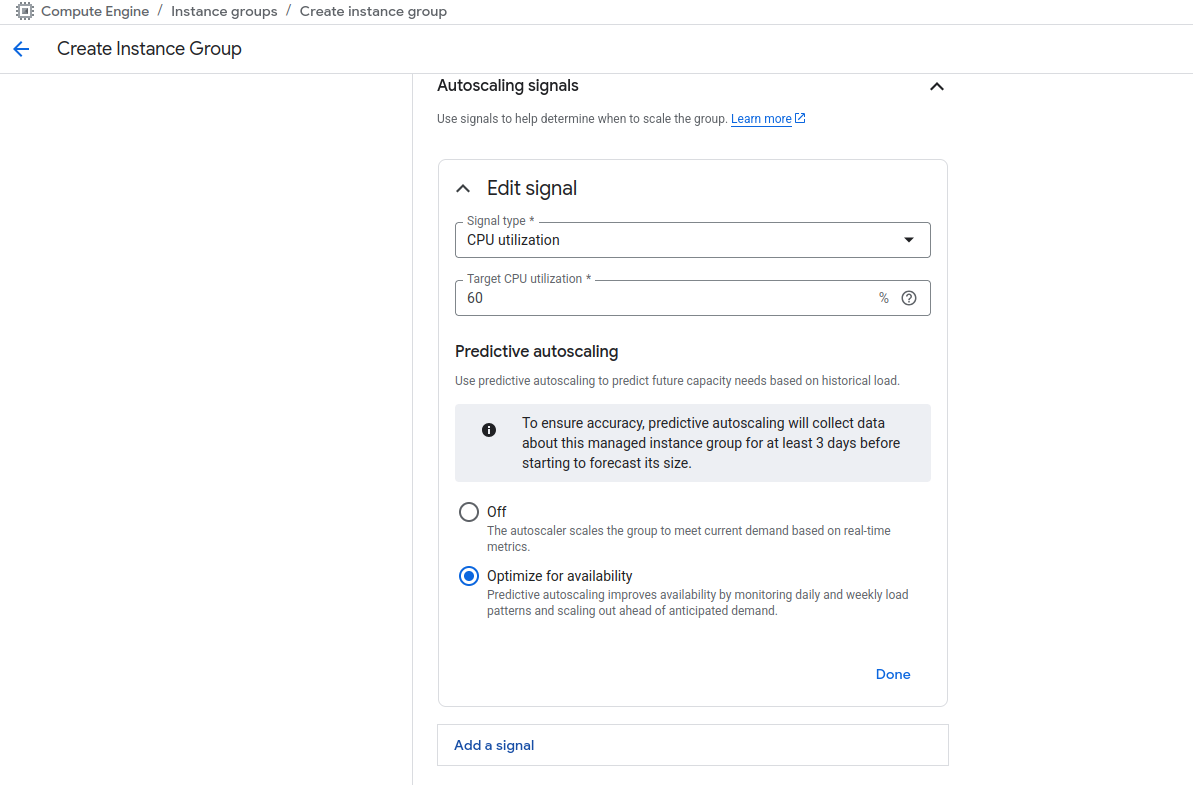 Compute Engine / Instance groups / Create instance group
Create Instance Group
Autoscaling signals
Use signals to help determine when to scale the group. Learn more
Edit signal
Signal type *
CPU utilization
Target CPU utilization *
60 %
Predictive autoscaling
Use predictive autoscaling to predict future capacity needs based on historical load.
To ensure accuracy, predictive autoscaling will collect data
about this managed instance group for at least 3 days before
starting to forecast its size.
Off
The autoscaler scales the group to meet current demand based on real-time
metrics.
Optimize for availability
Predictive autoscaling improves availability by monitoring daily and weekly load
patterns and scaling out ahead of anticipated demand.
Done
Add a signal